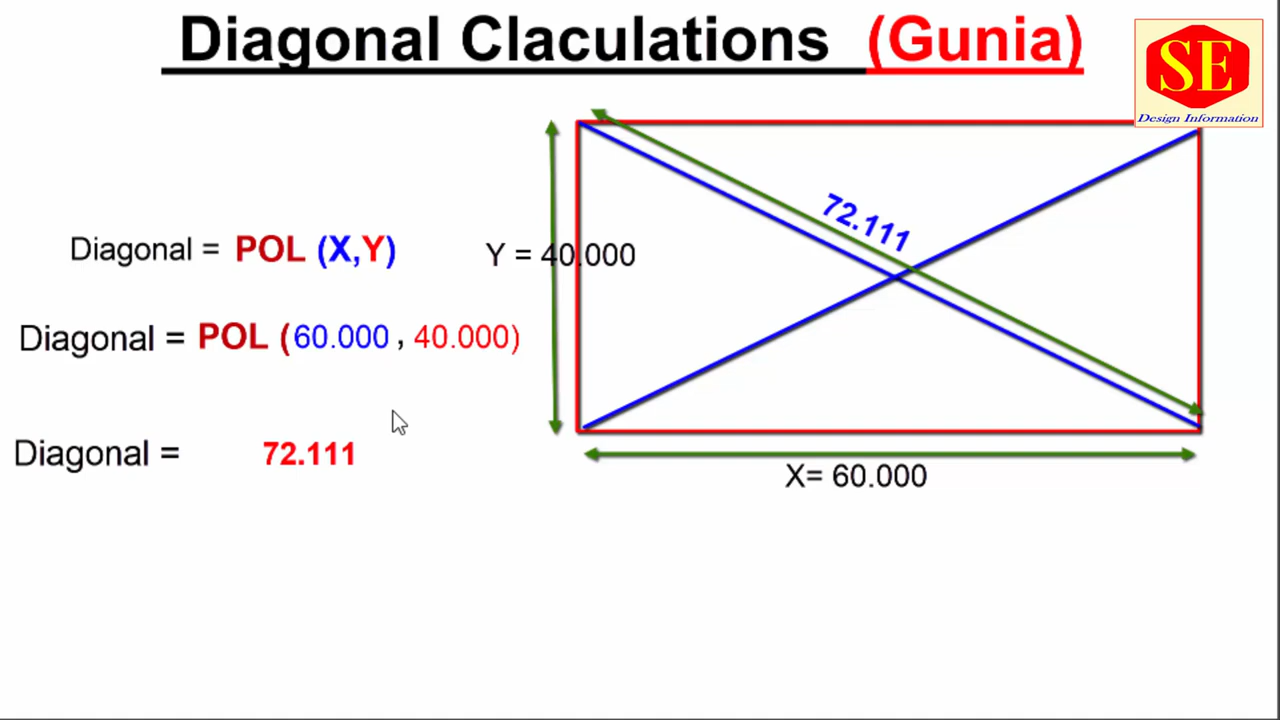 Diagonal Claculations (Gunia)
SE
Design Information
72.111
Diagonal = POL (X,Y)
Y = 40.000
Diagonal = POL (60.000 , 40.000)
Diagonal = 72.111
X= 60.000